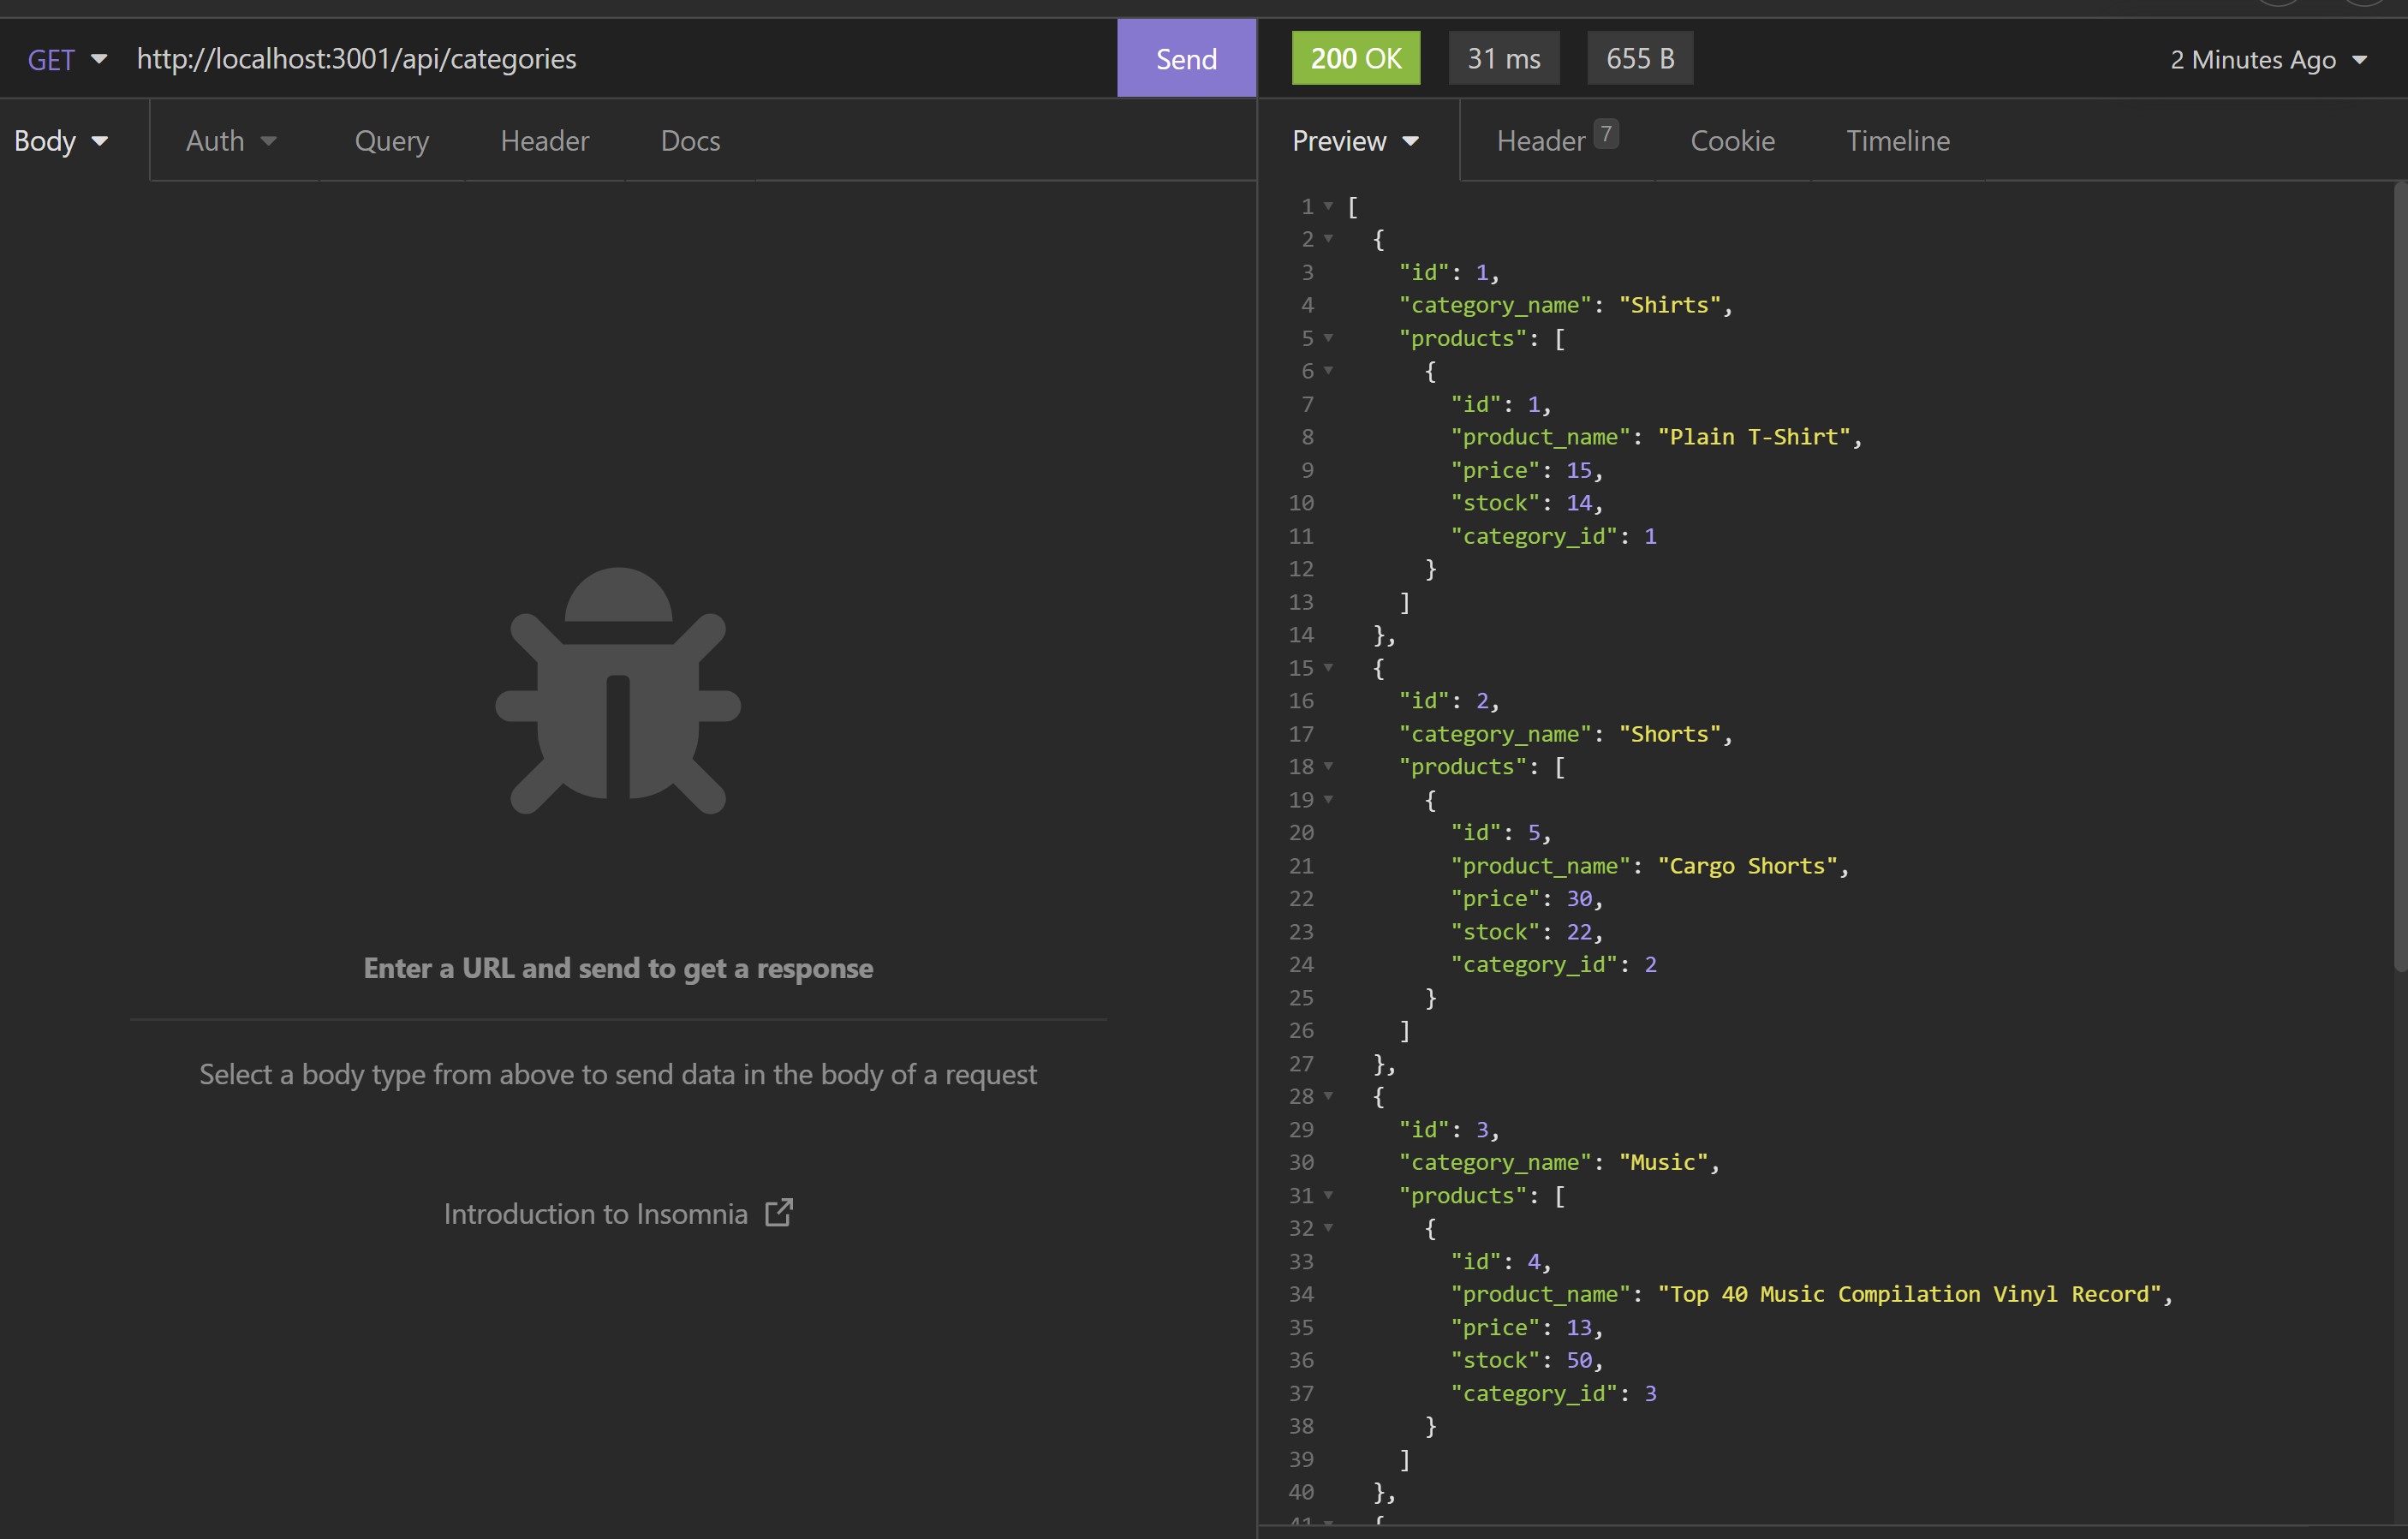 GET http://localhost:3001/api/categories Send 200 OK 31 ms 655 B 2 Minutes Ago
Body Auth Query Header Docs Preview Header 7 Cookie Timeline
1 [
2 {
3 "id": 1,
4 "category_name": "Shirts",
5 "products": [
6 {
7 "id": 1,
8 "product_name": "Plain T-Shirt",
9 "price": 15,
10 "stock": 14,
11 "category_id": 1
12 }
13 ]
14 },
15 {
16 "id": 2,
17 "category_name": "Shorts",
18 "products": [
19 {
20 "id": 5,
21 "product_name": "Cargo Shorts",
22 "price": 30,
23 "stock": 22,
24 "category_id": 2
25 }
26 ]
27 },
28 {
29 "id": 3,
30 "category_name": "Music",
31 "products": [
32 {
33 "id": 4,
34 "product_name": "Top 40 Music Compilation Vinyl Record",
35 "price": 13,
36 "stock": 50,
37 "category_id": 3
38 }
39 ]
40 },
41 {
Enter a URL and send to get a response
Select a body type from above to send data in the body of a request
Introduction to Insomnia